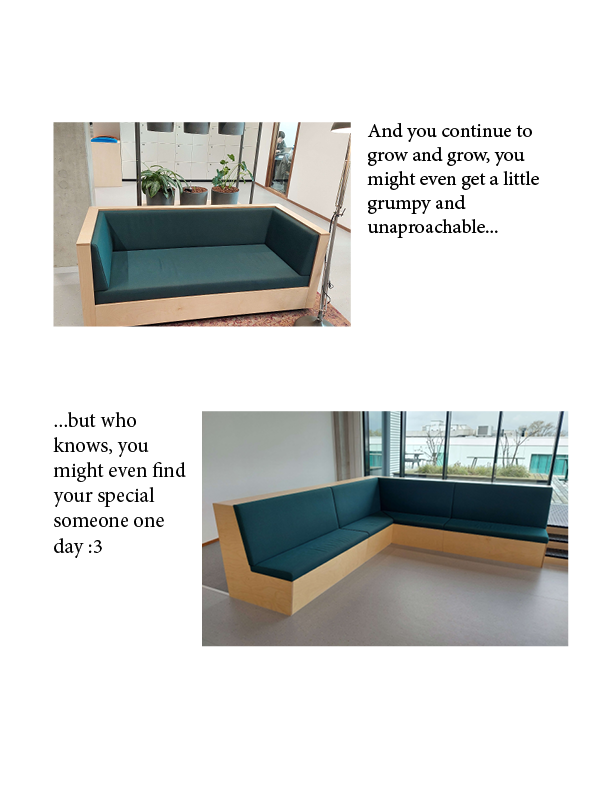 And you continue to
grow and grow, you
might even get a little
grumpy and
unaproachable...
...but who
knows, you
might even find
your special
someone one
day :3